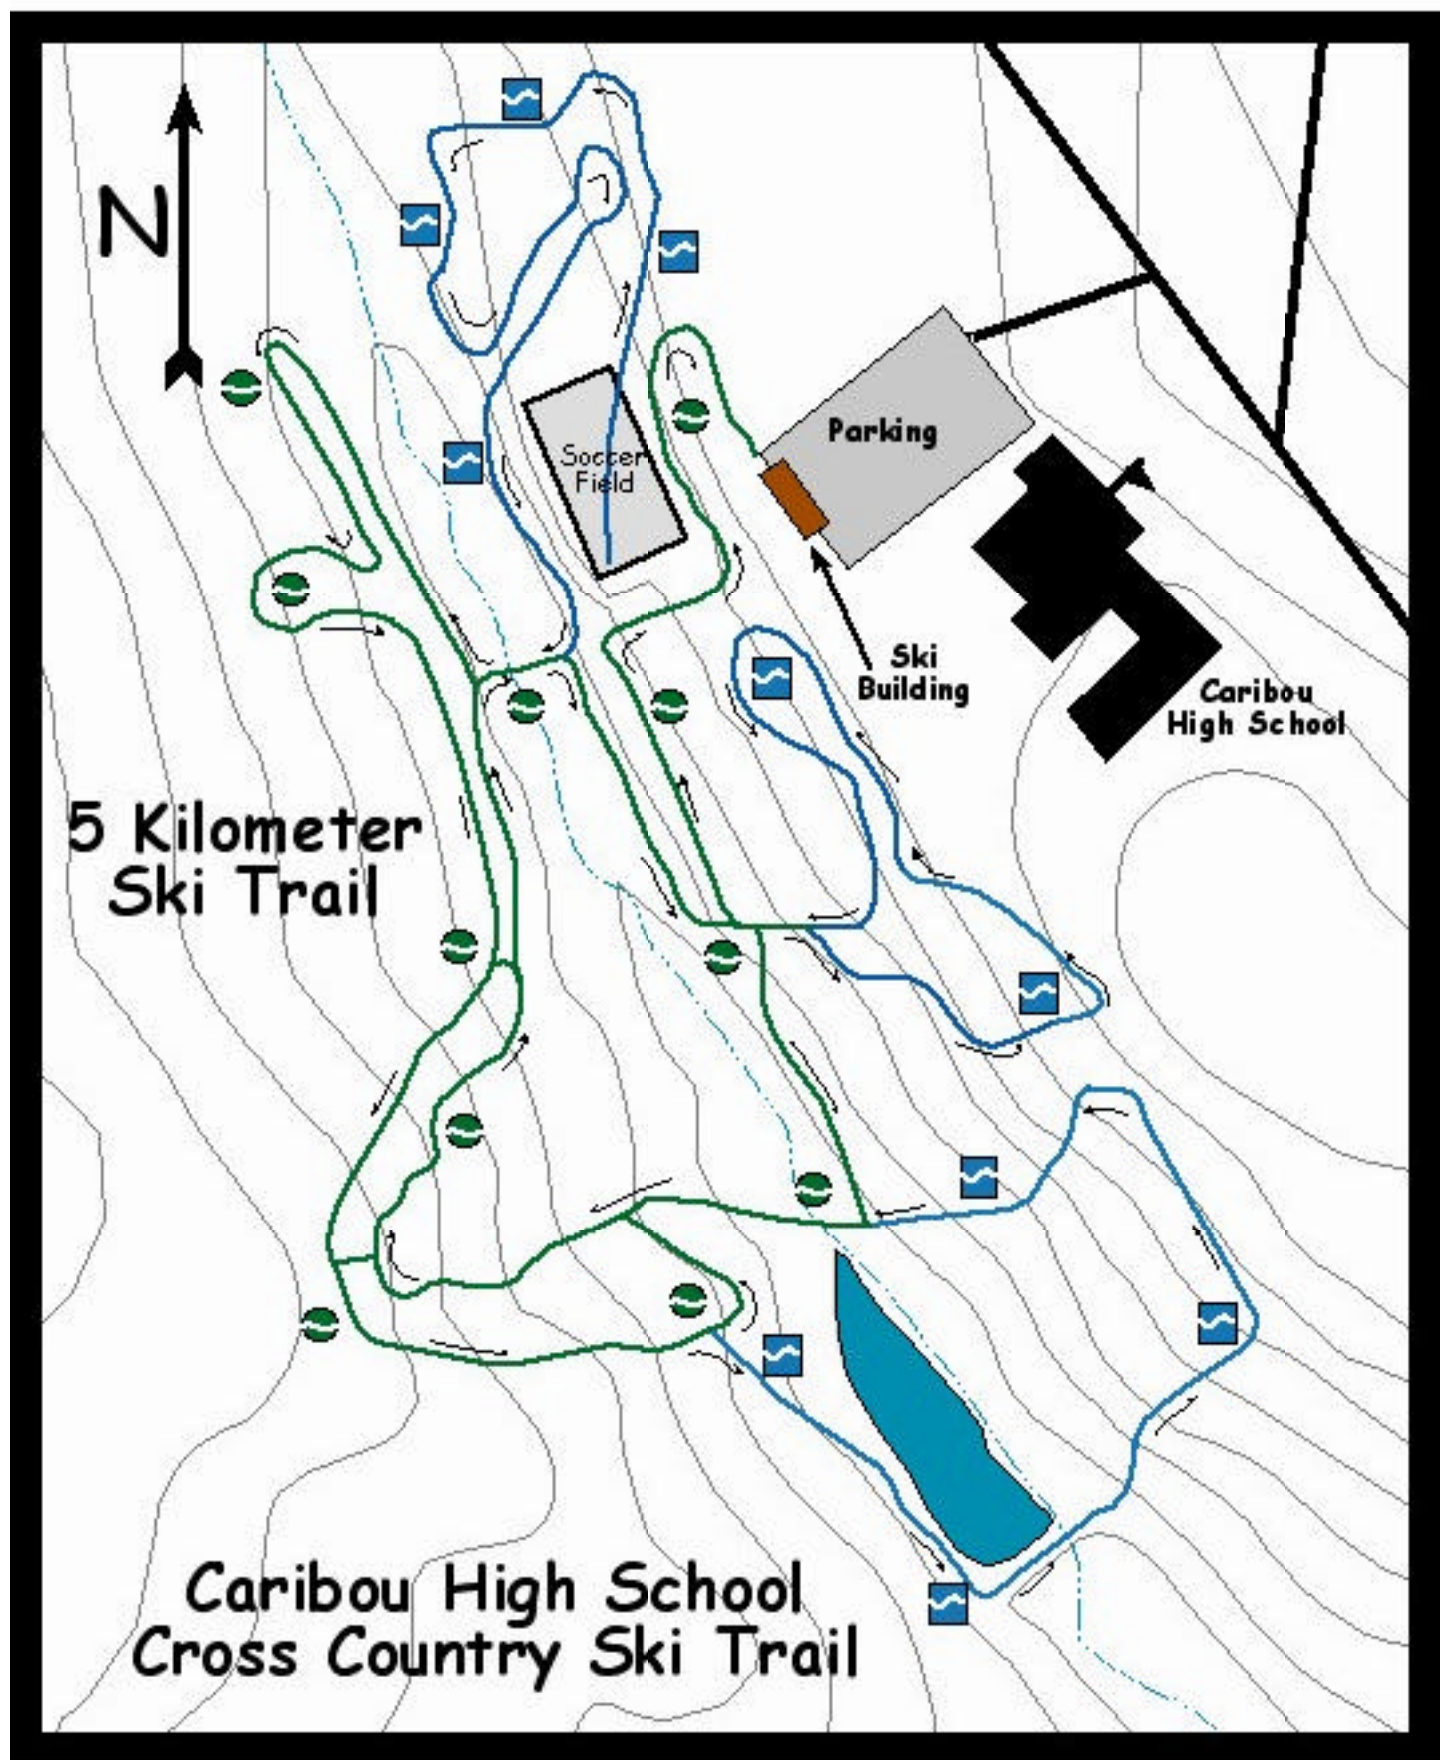 N
Parking
Soccer
Field
Ski
Building
Caribou
High School
5 Kilometer
Ski Trail
Caribou High School
Cross Country Ski Trail